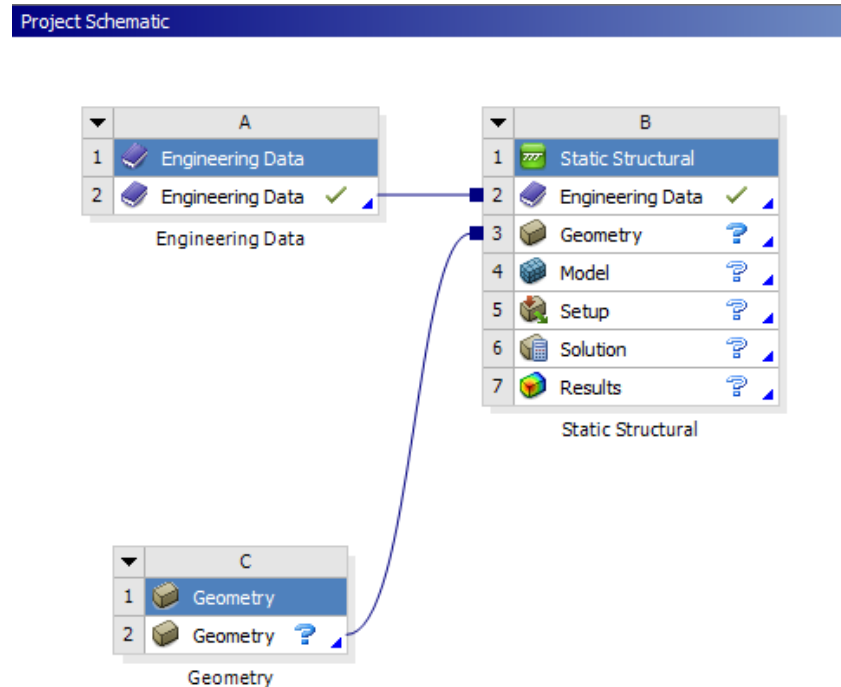 Project Schematic
A
1 Engineering Data
2 Engineering Data
Engineering Data
B
1 Static Structural
2 Engineering Data
3 Geometry ?
4 Model ?
5 Setup ?
6 Solution ?
7 Results ?
Static Structural
C
1 Geometry
2 Geometry ?
Geometry